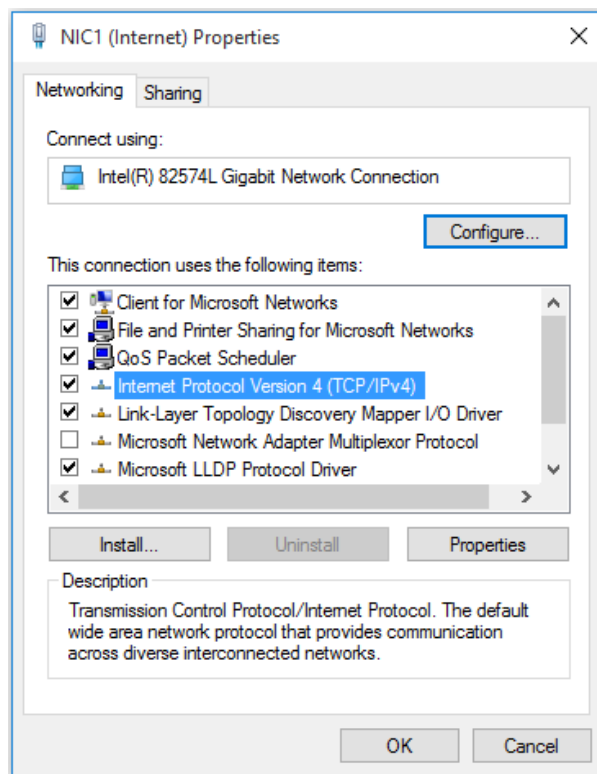 NIC1 (Internet) Properties
Networking
Sharing
Connect using:
Intel(R) 82574L Gigabit Network Connection
Configure...
This connection uses the following items:
Client for Microsoft Networks
File and Printer Sharing for Microsoft Networks
QoS Packet Scheduler
Internet Protocol Version 4 (TCP/IPv4)
Link-Layer Topology Discovery Mapper I/O Driver
Microsoft Network Adapter Multiplexor Protocol
Microsoft LLDP Protocol Driver
Install...
Uninstall
Properties
Description
Transmission Control Protocol/Internet Protocol. The default
wide area network protocol that provides communication
across diverse interconnected networks.
OK
Cancel